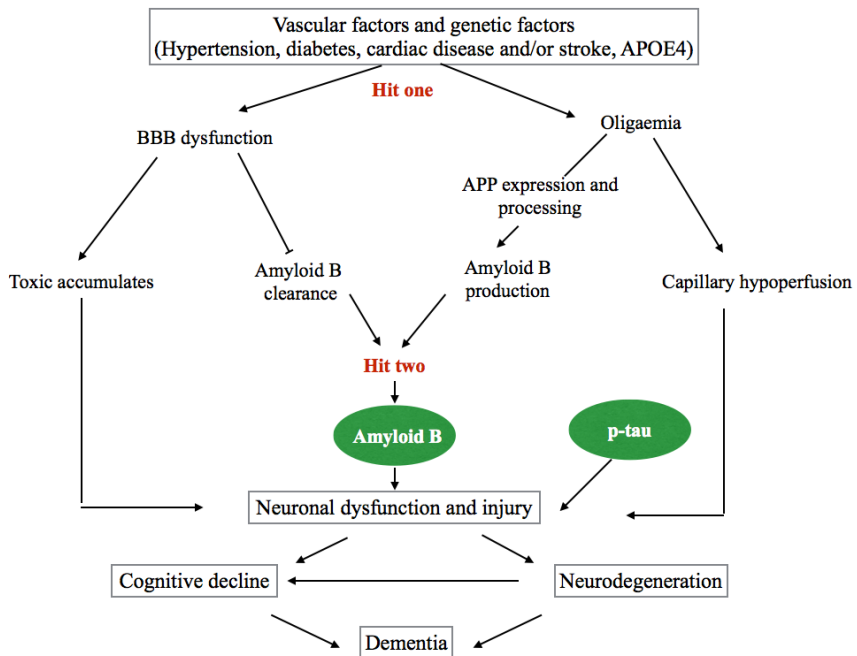 Vascular factors and genetic factors
(Hypertension, diabetes, cardiac disease and/or stroke, APOE4)
Hit one
BBB dysfunction
Oligaemia
APP expression and
processing
Toxic accumulates
Amyloid B
clearance
Amyloid B
production
Capillary hypoperfusion
Hit two
Amyloid B
p-tau
Neuronal dysfunction and injury
Cognitive decline
Neurodegeneration
Dementia